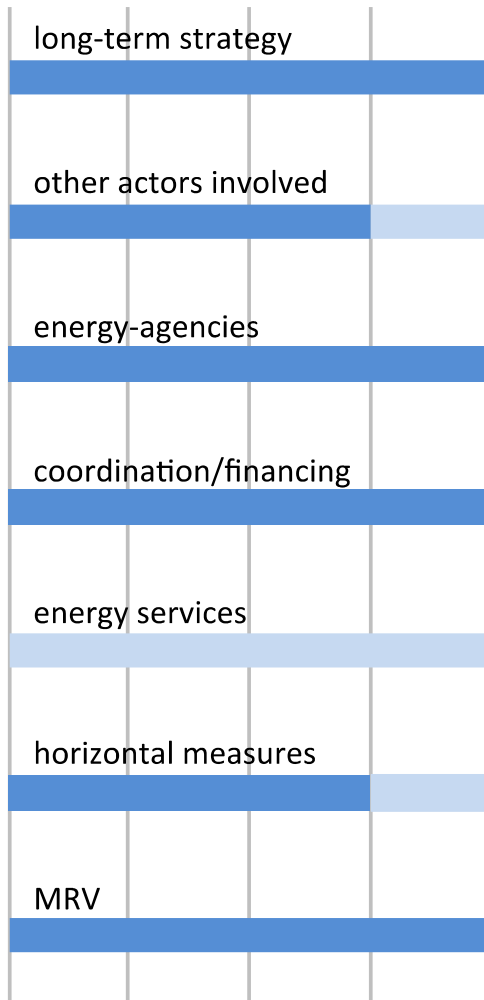 long-term strategy
other actors involved
energy-agencies
coordination/financing
energy services
horizontal measures
MRV